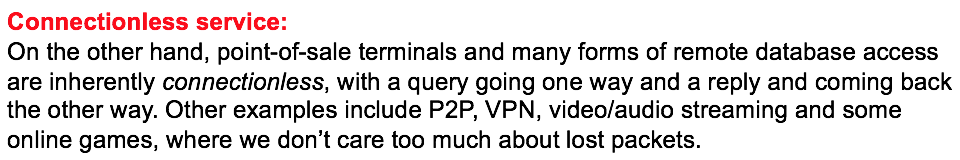 Connectionless service:
On the other hand, point-of-sale terminals and many forms of remote database access
are inherently connectionless, with a query going one way and a reply and coming back
the other way. Other examples include P2P, VPN, video/audio streaming and some
online games, where we don’t care too much about lost packets.